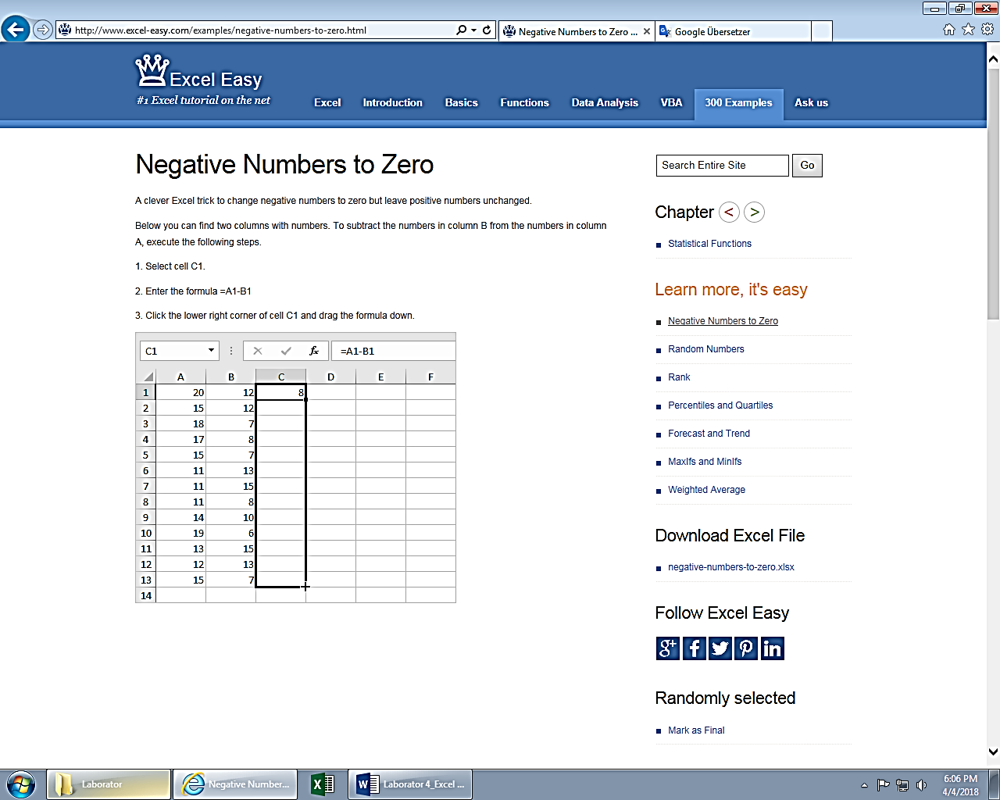 http://www.excel-easy.com/examples/negative-numbers-to-zero.html
Negative Numbers to Zero ...
Google Übersetzer
Excel Easy
#1 Excel tutorial on the net
Excel Introduction Basics Functions Data Analysis VBA 300 Examples Ask us
Negative Numbers to Zero
A clever Excel trick to change negative numbers to zero but leave positive numbers unchanged.
Below you can find two columns with numbers. To subtract the numbers in column B from the numbers in column
A, execute the following steps.
1. Select cell C1.
2. Enter the formula =A1-B1
3. Click the lower right corner of cell C1 and drag the formula down.
C1 fx =A1-B1
A B C D E F
1 20 12 8
2 15 12
3 18 7
4 17 8
5 15 7
6 11 13
7 11 15
8 11 8
9 14 10
10 19 6
11 13 15
12 12 13
13 15 7
14
Search Entire Site Go
Chapter < >
Statistical Functions
Learn more, it's easy
Negative Numbers to Zero
Random Numbers
Rank
Percentiles and Quartiles
Forecast and Trend
MaxIfs and MinIfs
Weighted Average
Download Excel File
negative-numbers-to-zero.xlsx
Follow Excel Easy
g+ f in
Randomly selected
Mark as Final
Laborator
Negative Number...
Laborator 4_Excel ...
6:06 PM
4/4/2018